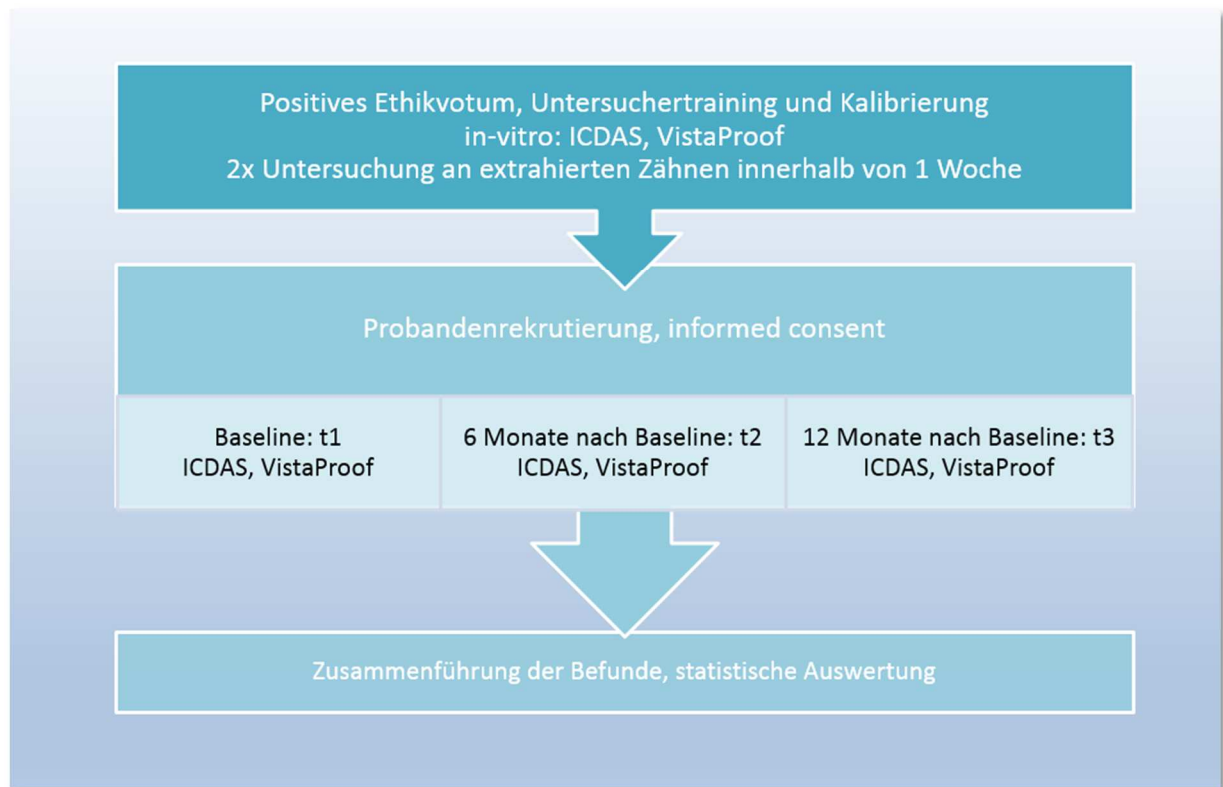 Positives Ethikvotum, Untersuchertraining und Kalibrierung
in-vitro: ICDAS, VistaProof
2x Untersuchung an extrahierten Zähnen innerhalb von 1 Woche
Probandenrekrutierung, informed consent
Baseline: t1
ICDAS, VistaProof
6 Monate nach Baseline: t2
ICDAS, VistaProof
12 Monate nach Baseline: t3
ICDAS, VistaProof
Zusammenführung der Befunde, statistische Auswertung